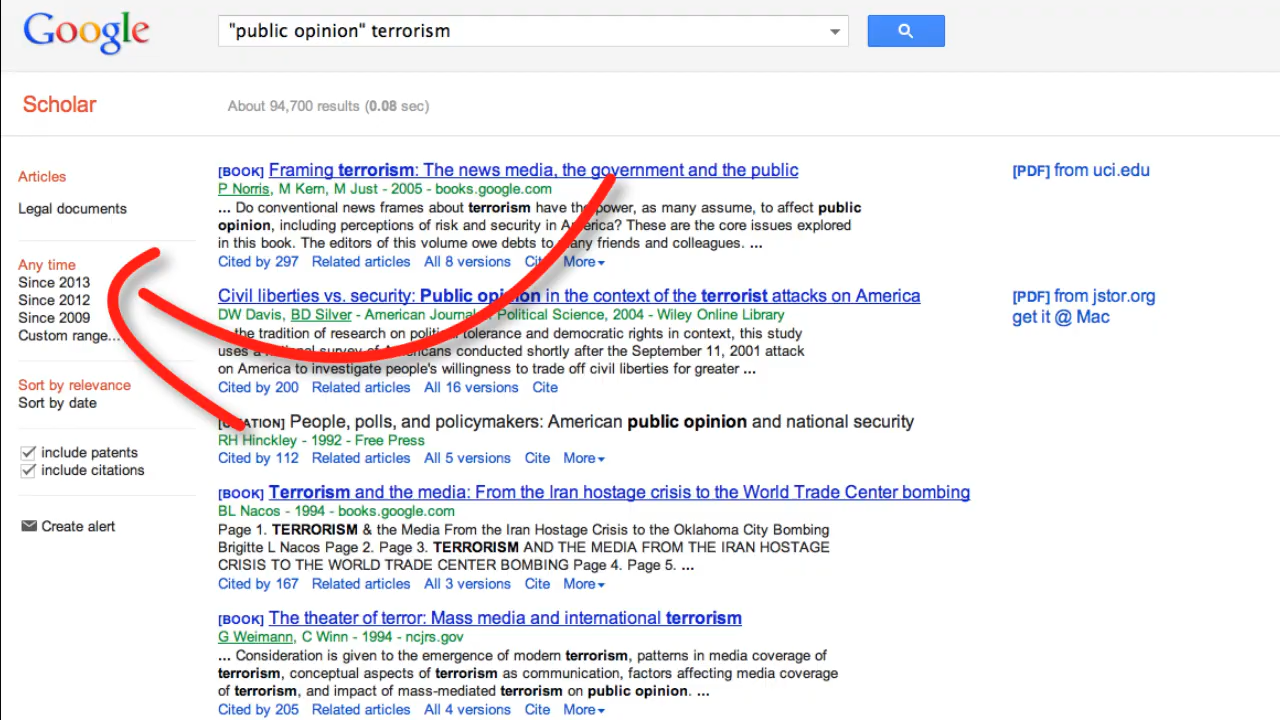 Google
"public opinion" terrorism
Scholar
About 94,700 results (0.08 sec)
Articles
Legal documents
Any time
Since 2013
Since 2012
Since 2009
Custom range...
Sort by relevance
Sort by date
include patents
include citations
Create alert
[BOOK] Framing terrorism: The news media, the government and the public
P Norris, M Kern, M Just - 2005 - books.google.com
... Do conventional news frames about terrorism have the power, as many assume, to affect public
opinion, including perceptions of risk and security in America? These are the core issues explored
in this book. The editors of this volume owe debts to many friends and colleagues. ...
Cited by 297 Related articles All 8 versions Cite More
[PDF] from uci.edu
Civil liberties vs. security: Public opinion in the context of the terrorist attacks on America
DW Davis, BD Silver - American Journal of Political Science, 2004 - Wiley Online Library
the tradition of research on political tolerance and democratic rights in context, this study
uses a national survey of Americans conducted shortly after the September 11, 2001 attack
on America to investigate people's willingness to trade off civil liberties for greater ...
Cited by 200 Related articles All 16 versions Cite
[PDF] from jstor.org
get it @ Mac
[CITATION] People, polls, and policymakers: American public opinion and national security
RH Hinckley - 1992 - Free Press
Cited by 112 Related articles All 5 versions Cite More
[BOOK] Terrorism and the media: From the Iran hostage crisis to the World Trade Center bombing
BL Nacos - 1994 - books.google.com
Page 1. TERRORISM & the Media From the Iran Hostage Crisis to the Oklahoma City Bombing
Brigitte L Nacos Page 2. Page 3. TERRORISM AND THE MEDIA FROM THE IRAN HOSTAGE
CRISIS TO THE WORLD TRADE CENTER BOMBING Page 4. Page 5. ...
Cited by 167 Related articles All 3 versions Cite More
[BOOK] The theater of terror: Mass media and international terrorism
G Weimann, C Winn - 1994 - ncjrs.gov
... Consideration is given to the emergence of modern terrorism, patterns in media coverage of
terrorism, conceptual aspects of terrorism as communication, factors affecting media coverage
of terrorism, and impact of mass-mediated terrorism on public opinion. ...
Cited by 205 Related articles All 4 versions Cite More